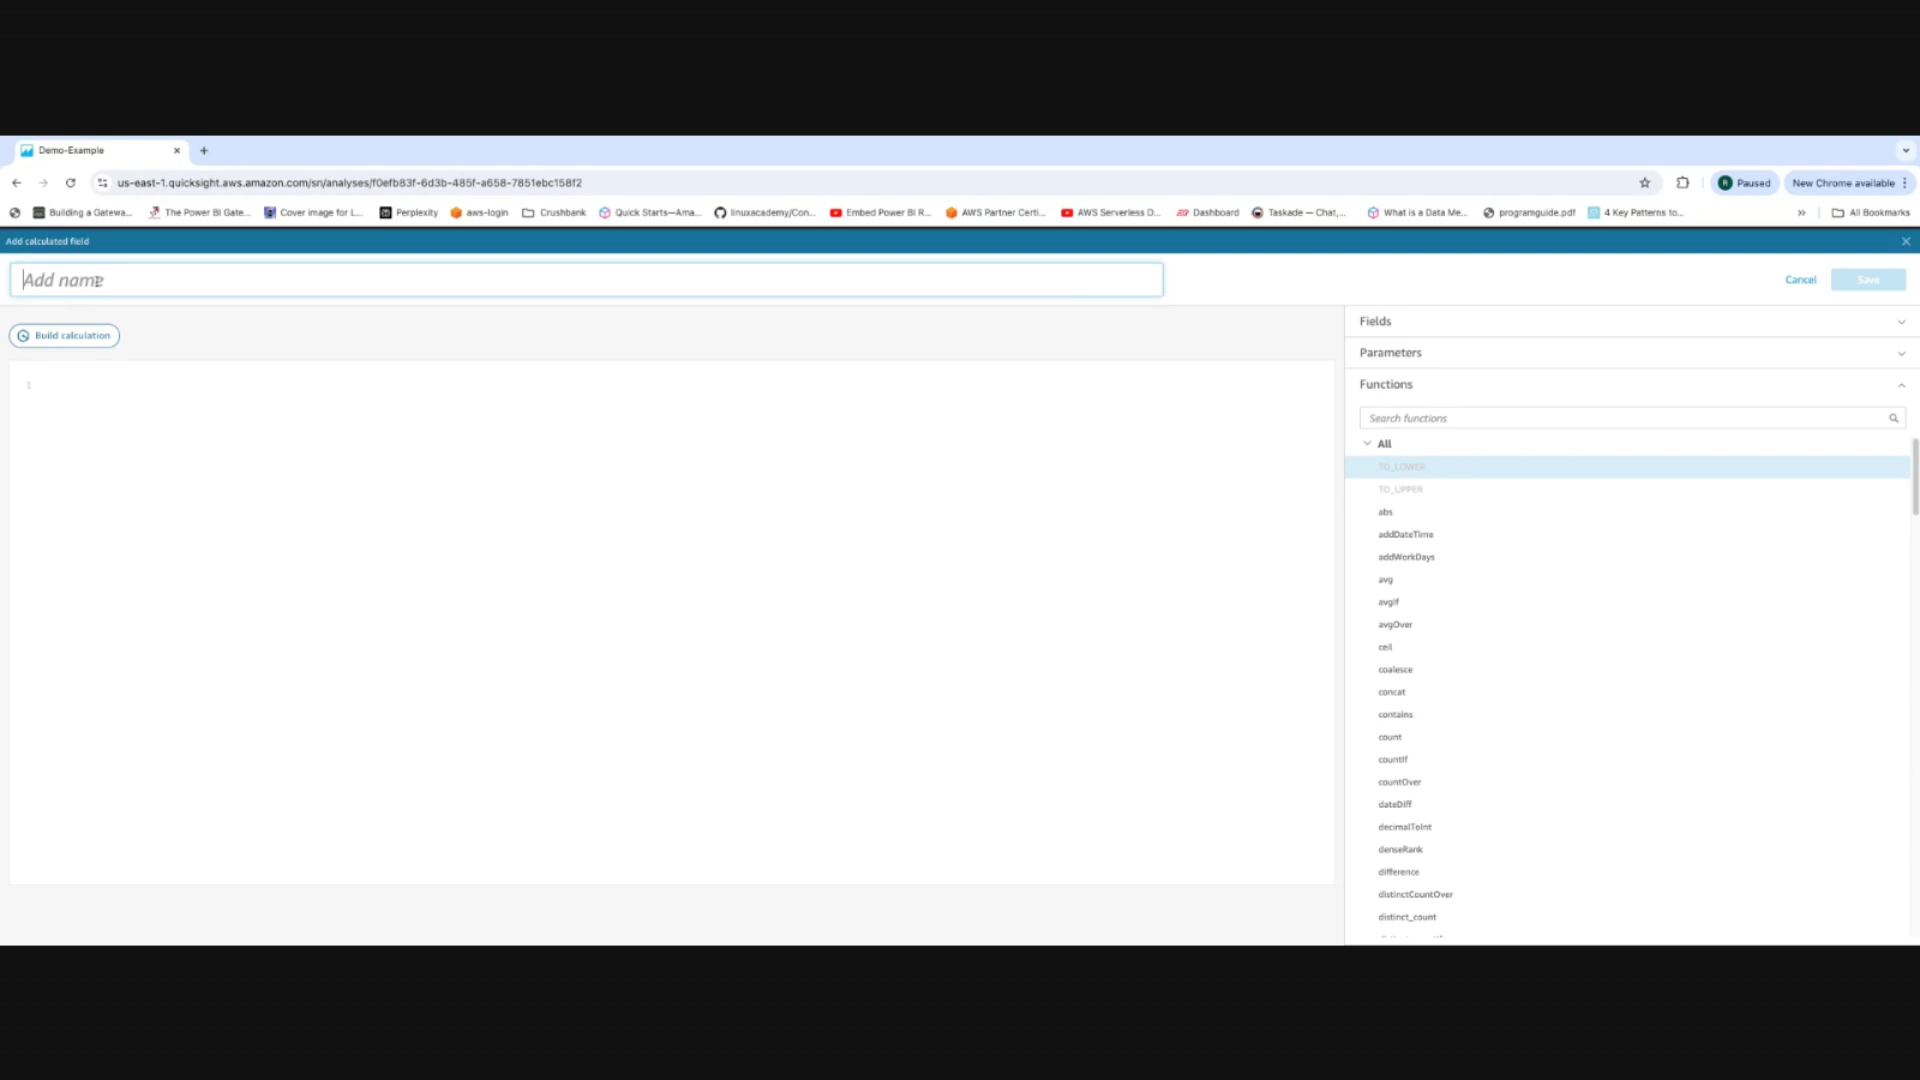 Demo-Example
us-east-1.quicksight.aws.amazon.com/sn/analyses/f0efb83f-6d3b-485f-a658-7851ebc158f2
Paused
New Chrome available
Building a Gatewa...
The Power BI Gate...
Cover image for L...
Perplexity
aws-login
Crushbank
Quick Starts—Ama...
linuxacademy/Con...
Embed Power BI R...
AWS Partner Certi...
AWS Serverless D...
Dashboard
Taskade — Chat,...
What is a Data Me...
programguide.pdf
4 Key Patterns to...
All Bookmarks
Add calculated field
Add name
Cancel
Save
Build calculation
1
Fields
Parameters
Functions
Search functions
All
TO_LOWER
TO_UPPER
abs
addDateTime
addWorkDays
avg
avgIf
avgOver
ceil
coalesce
concat
contains
count
countIf
countOver
dateDiff
decimalToInt
denseRank
difference
distinctCountOver
distinct_count